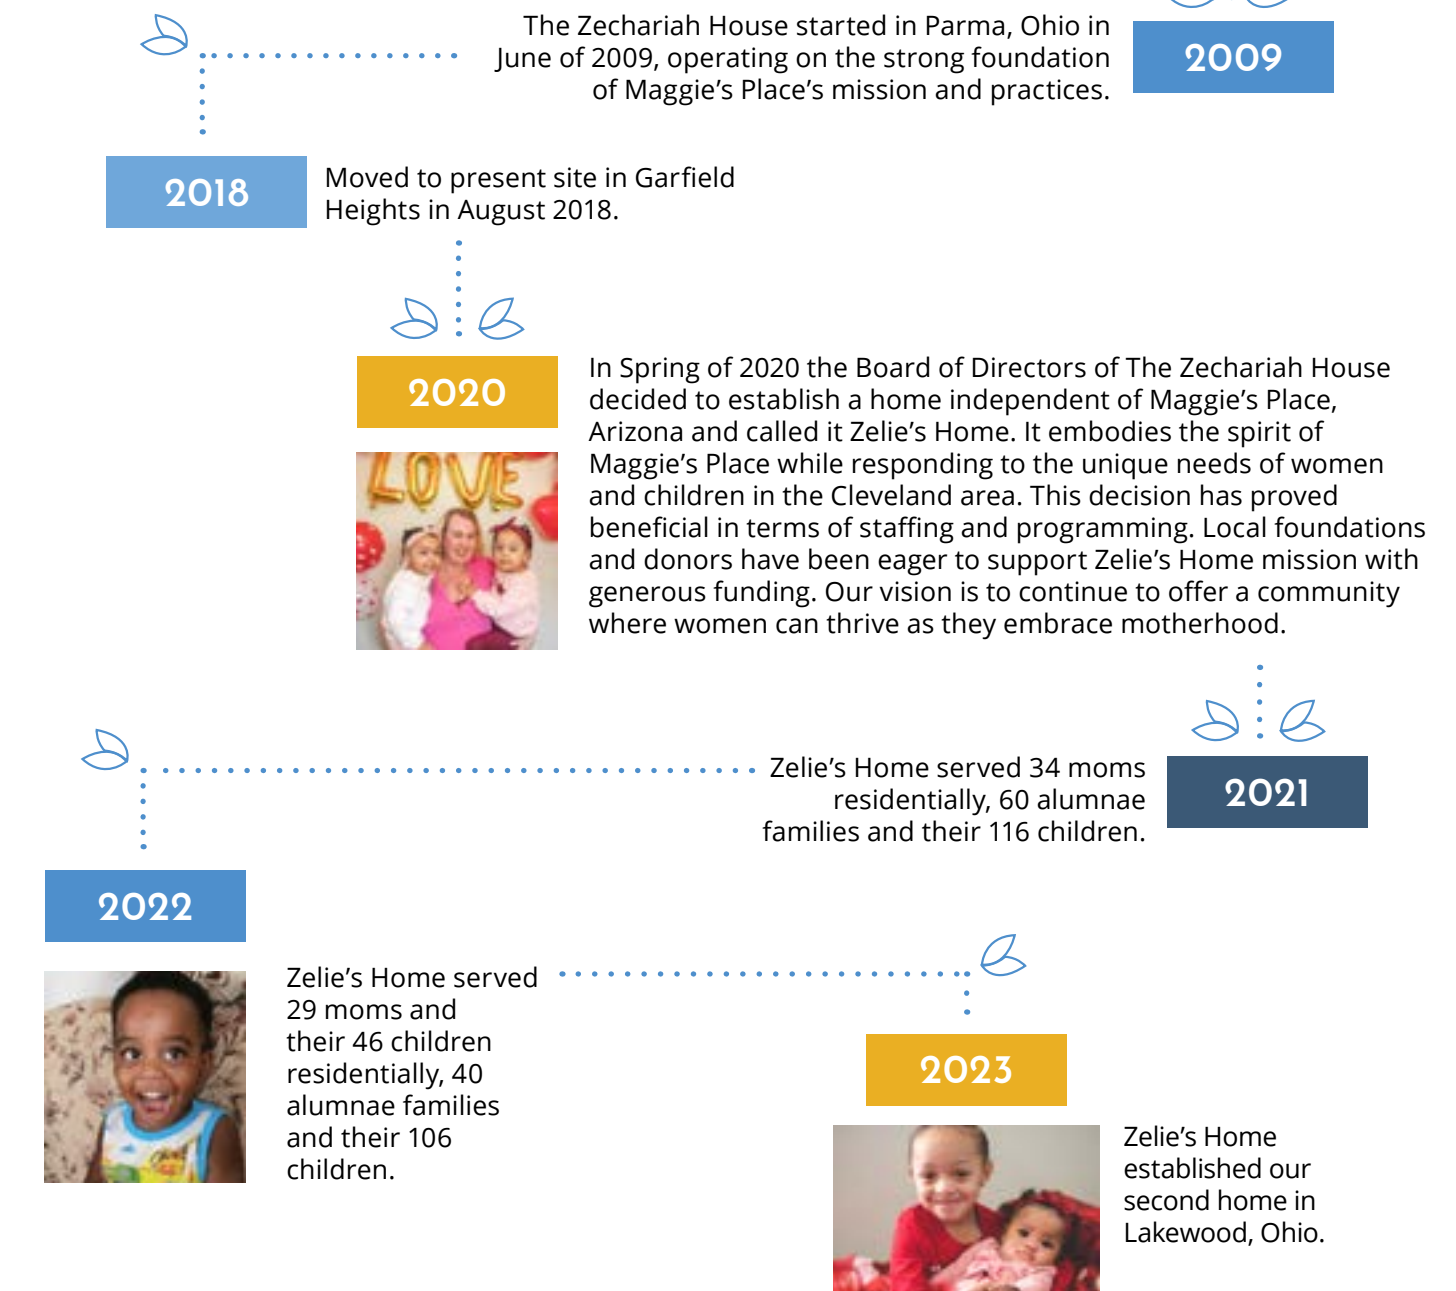 The Zechariah House started in Parma, Ohio in
June of 2009, operating on the strong foundation
of Maggie's Place's mission and practices.
2009
2018
Moved to present site in Garfield
Heights in August 2018.
2020
In Spring of 2020 the Board of Directors of The Zechariah House
decided to establish a home independent of Maggie's Place,
Arizona and called it Zelie's Home. It embodies the spirit of
Maggie's Place while responding to the unique needs of women
and children in the Cleveland area. This decision has proved
beneficial in terms of staffing and programming. Local foundations
and donors have been eager to support Zelie's Home mission with
generous funding. Our vision is to continue to offer a community
where women can thrive as they embrace motherhood.
LOVE
Zelie's Home served 34 moms
residentially, 60 alumnae
families and their 116 children.
2021
2022
Zelie's Home served
29 moms and
their 46 children
residentially, 40
alumnae families
and their 106
children.
2023
Zelie's Home
established our
second home in
Lakewood, Ohio.